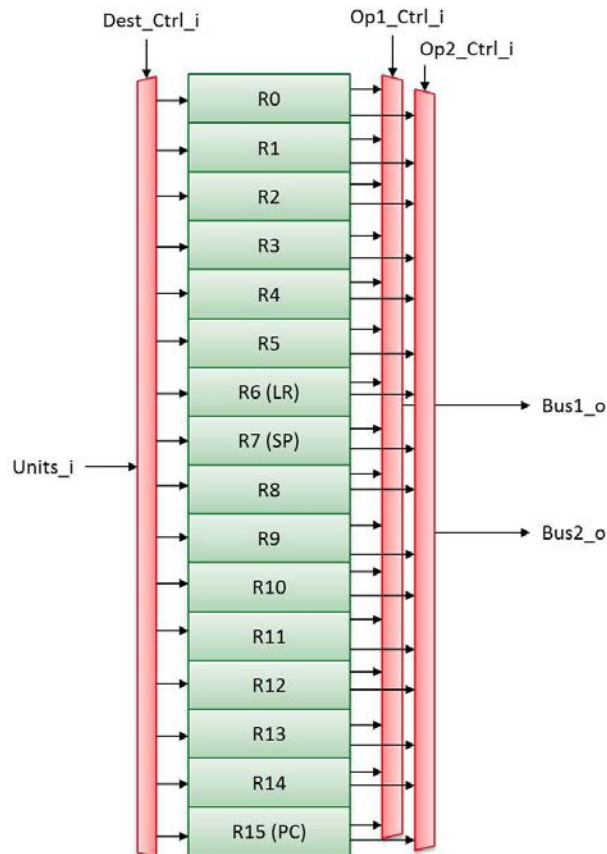 Dest_Ctrl_i
Op1_Ctrl_i
Op2_Ctrl_i
R0
R1
R2
R3
R4
R5
R6 (LR)
Bus1_o
R7 (SP)
Units_i
R8
Bus2_o
R9
R10
R11
R12
R13
R14
R15 (PC)